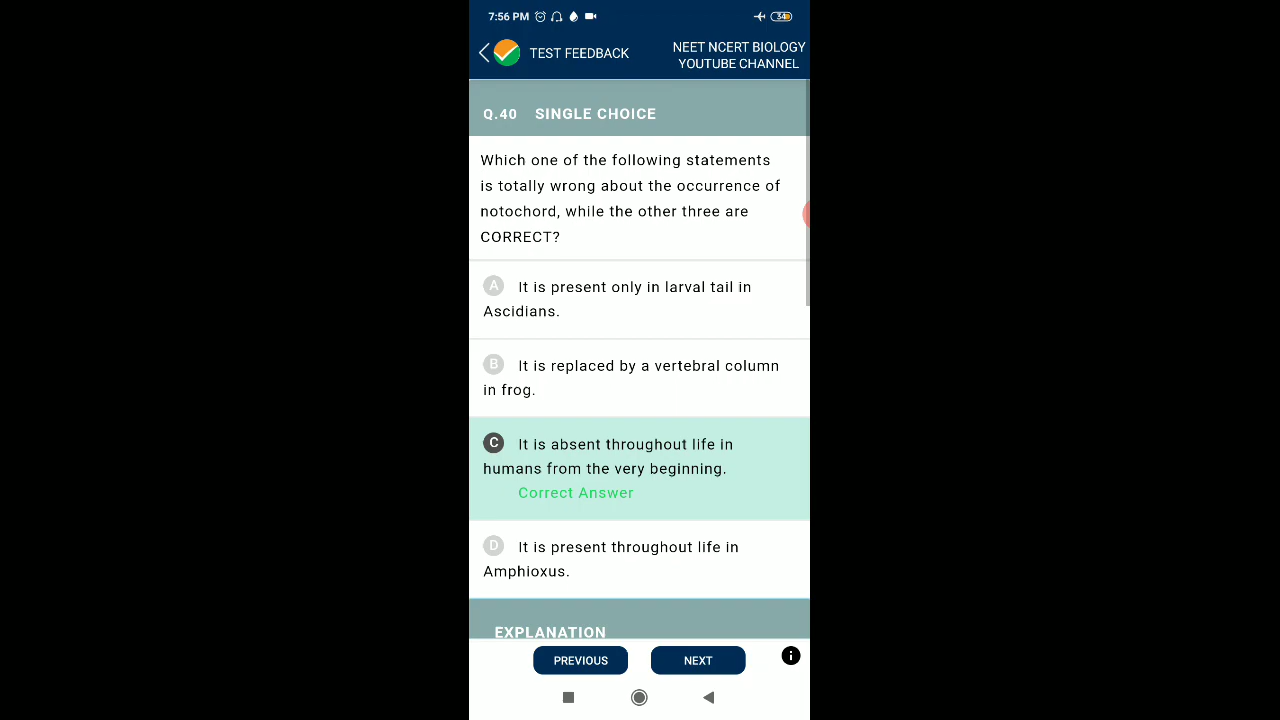 7:56 PM 34
TEST FEEDBACK
NEET NCERT BIOLOGY
YOUTUBE CHANNEL
Q.40 SINGLE CHOICE
Which one of the following statements
is totally wrong about the occurrence of
notochord, while the other three are
CORRECT?
A It is present only in larval tail in
Ascidians.
B It is replaced by a vertebral column
in frog.
C It is absent throughout life in
humans from the very beginning.
Correct Answer
D It is present throughout life in
Amphioxus.
EXPLANATION
PREVIOUS NEXT